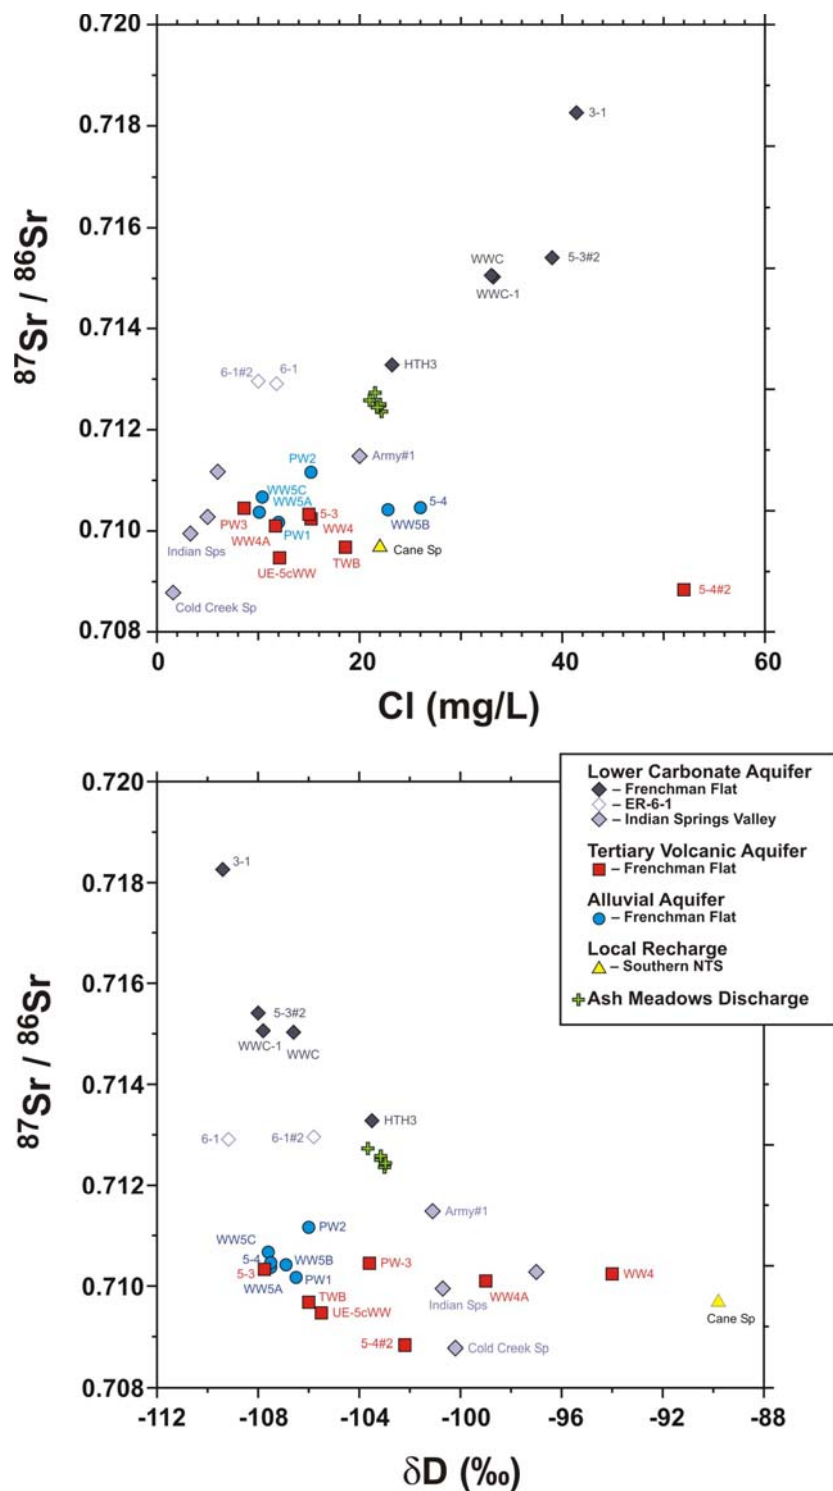 0.720
0.718
0.716
0.714
0.712
0.710
0.708
87Sr / 86Sr
3-1
5-3#2
WWC
WWC-1
HTH3
6-1#2
6-1
Army#1
PW2
WW5C
WW5A
5-4
WW5B
PW3
5-3
WW4
WW4A
PW1
Indian Sps
TWB
Cane Sp
UE-5cWW
5-4#2
Cold Creek Sp
0
20
40
60
Cl (mg/L)
0.720
0.718
0.716
0.714
0.712
0.710
0.708
87Sr / 86Sr
Lower Carbonate Aquifer
– Frenchman Flat
– ER-6-1
– Indian Springs Valley
Tertiary Volcanic Aquifer
– Frenchman Flat
Alluvial Aquifer
– Frenchman Flat
Local Recharge
– Southern NTS
Ash Meadows Discharge
3-1
5-3#2
WWC-1
WWC
HTH3
6-1
6-1#2
Army#1
PW2
WW5C
5-4
WW5B
PW-3
5-3
WW5A
PW1
WW4
WW4A
Indian Sps
TWB
UE-5cWW
Cane Sp
5-4#2
Cold Creek Sp
-112
-108
-104
-100
-96
-92
-88
δD (‰)